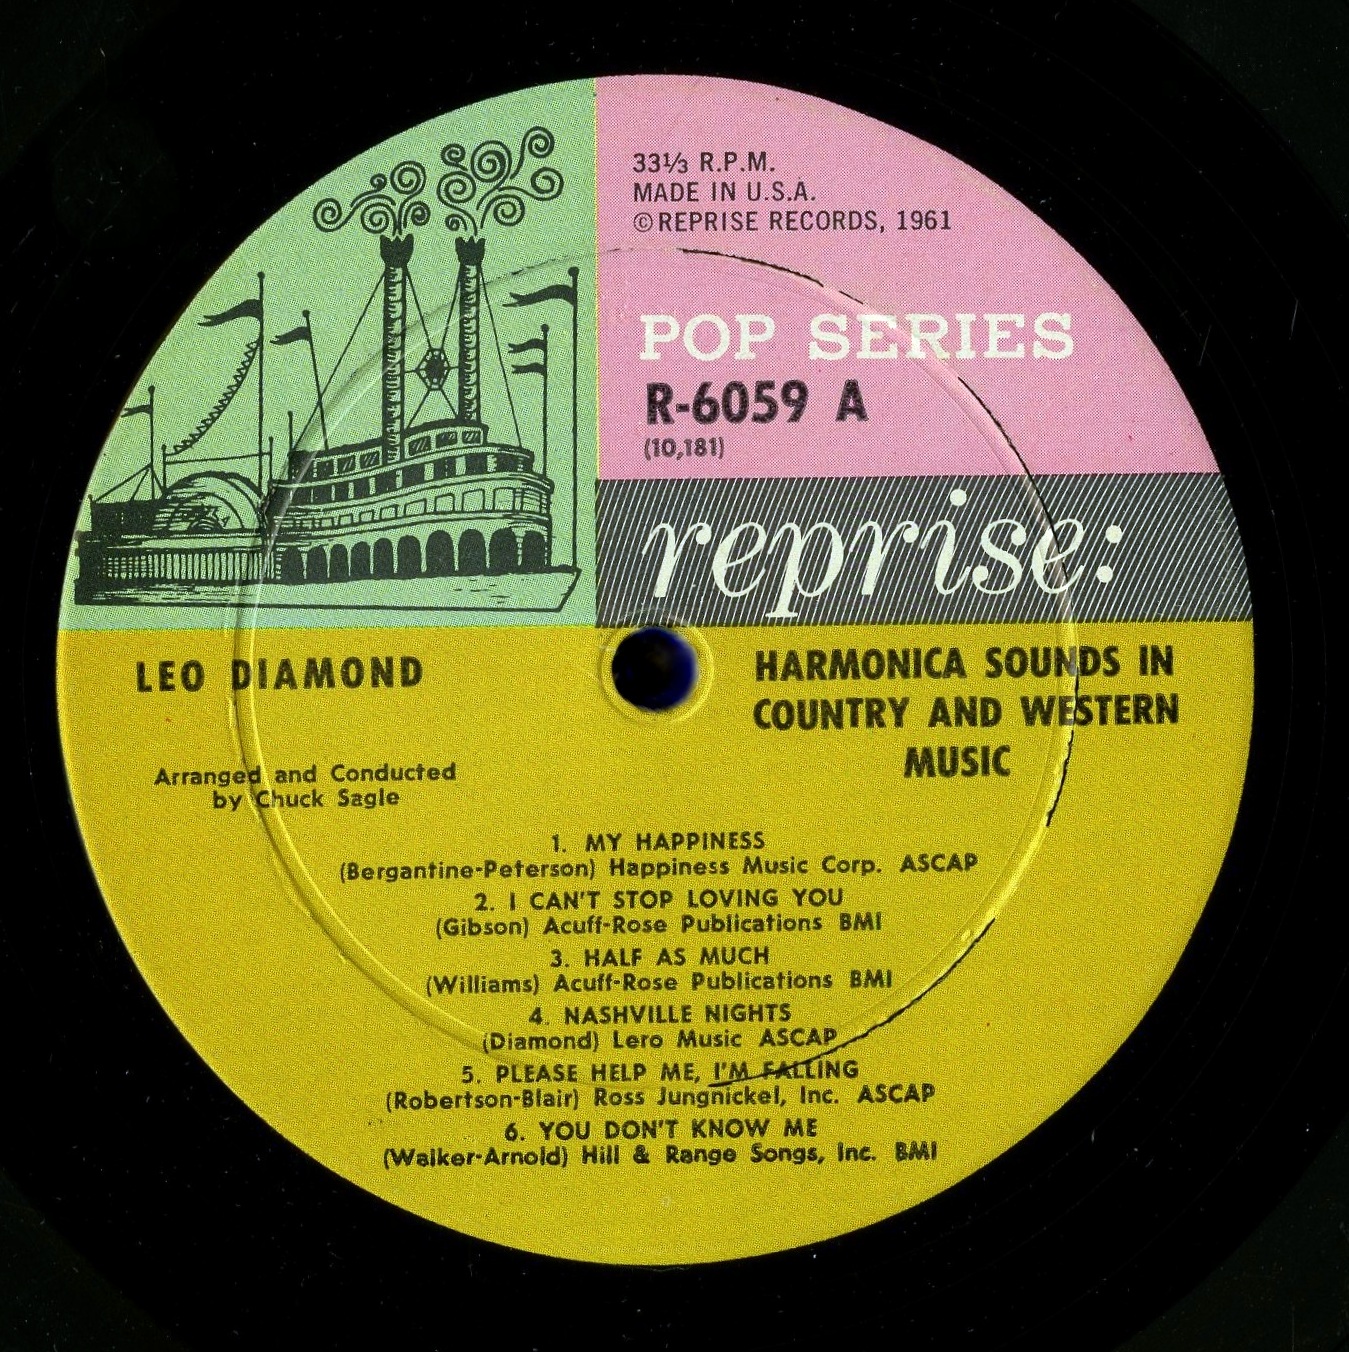 33⅓ R.P.M.
MADE IN U.S.A.
©REPRISE RECORDS, 1961
POP SERIES
R-6059 A
(10,181)
reprise:
LEO DIAMOND
HARMONICA SOUNDS IN
COUNTRY AND WESTERN
MUSIC
Arranged and Conducted
by Chuck Sagle
1. MY HAPPINESS
(Bergantine-Peterson) Happiness Music Corp. ASCAP
2. I CAN'T STOP LOVING YOU
(Gibson) Acuff-Rose Publications BMI
3. HALF AS MUCH
(Williams) Acuff-Rose Publications BMI
4. NASHVILLE NIGHTS
(Diamond) Lero Music ASCAP
5. PLEASE HELP ME, I'M FALLING
(Robertson-Blair) Ross Jungnickel, Inc. ASCAP
6. YOU DON'T KNOW ME
(Walker-Arnold) Hill & Range Songs, Inc. BMI